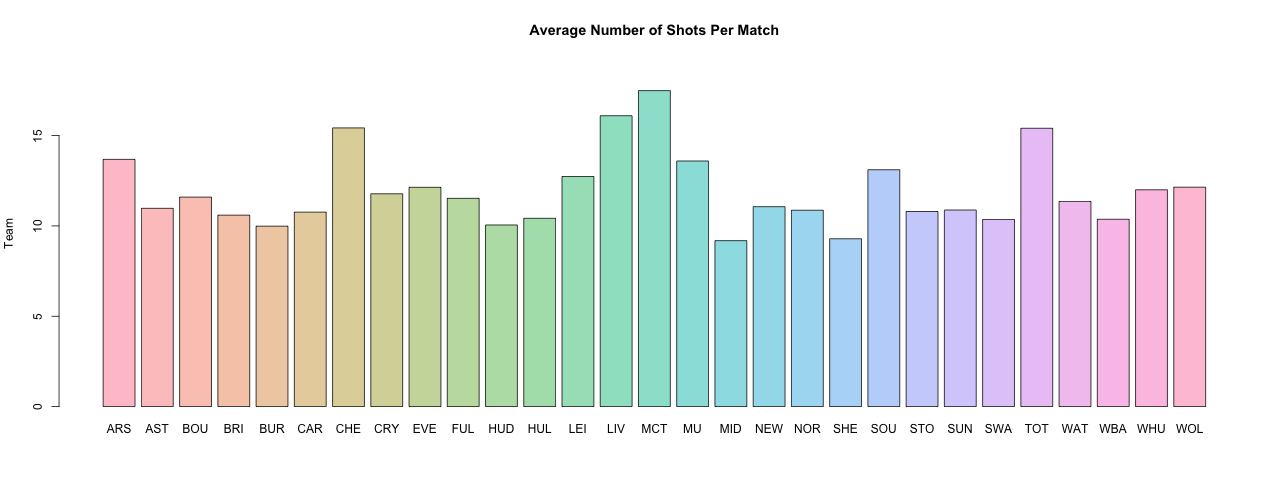 Average Number of Shots Per Match
Team
15
10
5
0
ARS AST BOU BRI BUR CAR CHE CRY EVE FUL HUD HUL LEI LIV MCT MU MID NEW NOR SHE SOU STO SUN SWA TOT WAT WBA WHU WOL